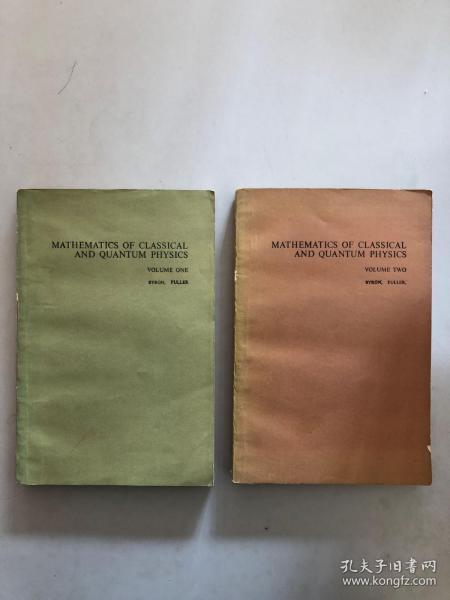 MATHEMATICS OF CLASSICAL
AND QUANTUM PHYSICS
VOLUME ONE
BYRON, FULLER
MATHEMATICS OF CLASSICAL
AND QUANTUM PHYSICS
VOLUME TWO
BYRON, FULLER,
孔夫子旧书网
www.kongfz.com